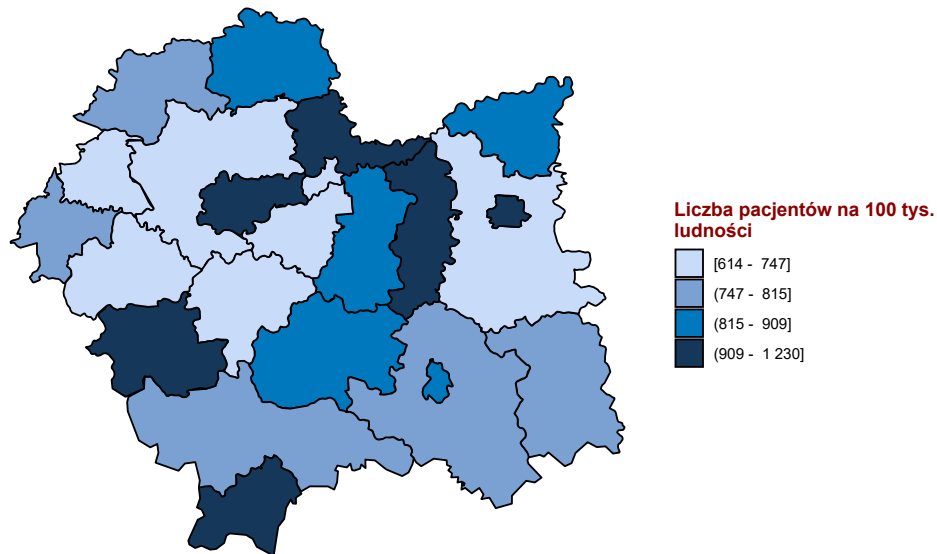 Liczba pacjentów na 100 tys.
ludności
[614 - 747]
(747 - 815]
(815 - 909]
(909 - 1 230]